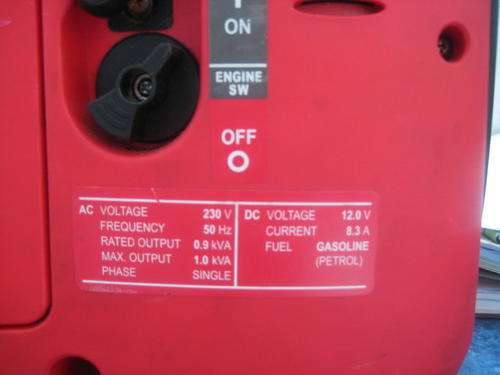 ON
ENGINE
SW
OFF
AC VOLTAGE 230 V
FREQUENCY 50 Hz
RATED OUTPUT 0.9 kVA
MAX. OUTPUT 1.0 kVA
PHASE SINGLE
DC VOLTAGE 12.0 V
CURRENT 8.3 A
FUEL GASOLINE
(PETROL)